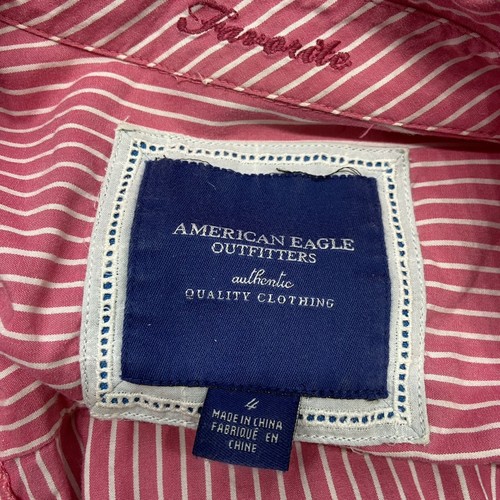 Favorite
AMERICAN EAGLE
OUTFITTERS
authentic
QUALITY CLOTHING
4
MADE IN CHINA
FABRIQUÉ EN
CHINE